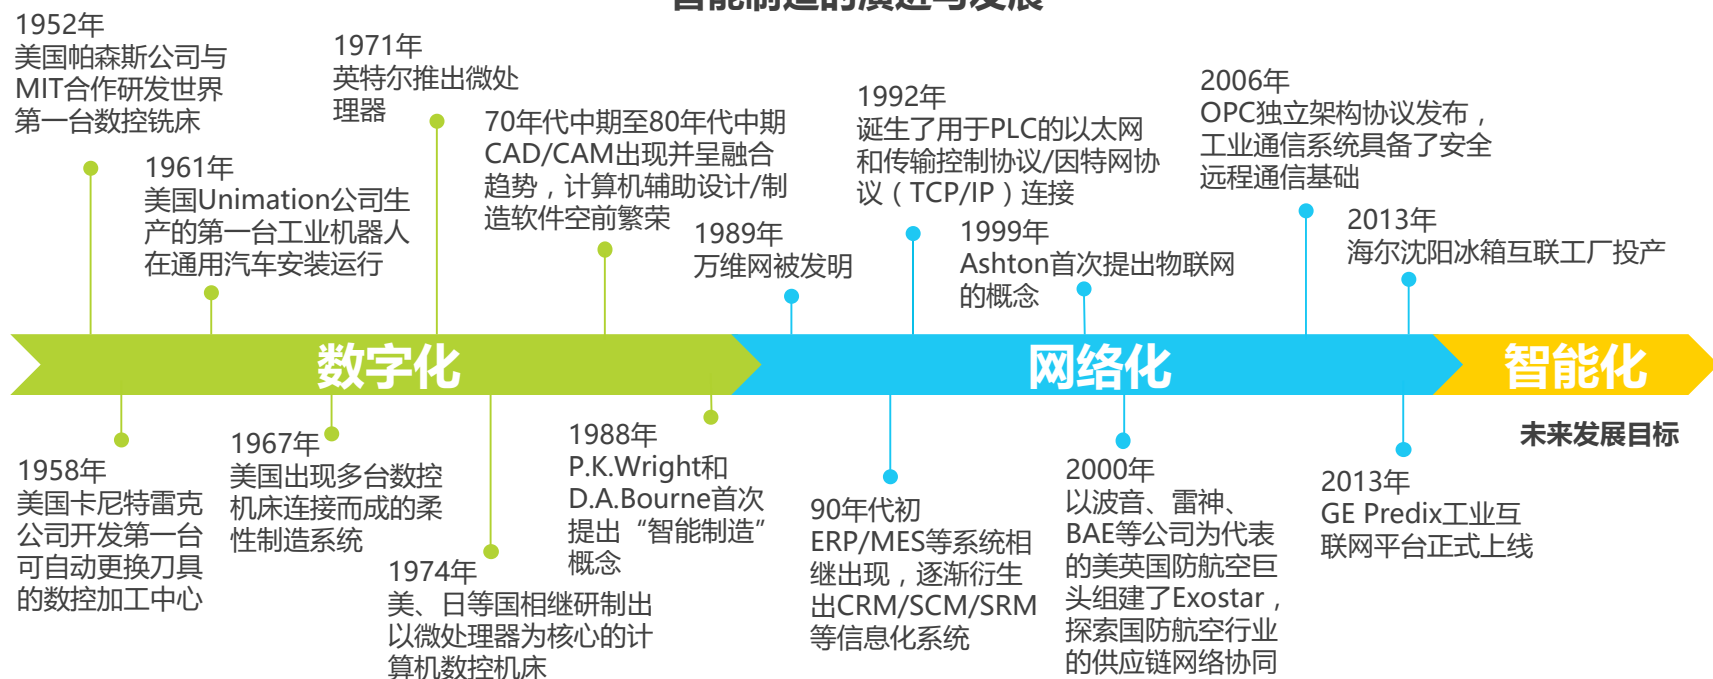 智能制造的演进与发展
1952年
美国帕森斯公司与
MIT合作研发世界
第一台数控铣床
1961年
美国Unimation公司生
产的第一台工业机器人
在通用汽车安装运行
1971年
英特尔推出微处
理器
70年代中期至80年代中期
CAD/CAM出现并呈融合
趋势，计算机辅助设计/制
造软件空前繁荣
1989年
万维网被发明
1992年
诞生了用于PLC的以太网
和传输控制协议/因特网协
议（TCP/IP）连接
1999年
Ashton首次提出物联网
的概念
2006年
OPC独立架构协议发布，
工业通信系统具备了安全
远程通信基础
2013年
海尔沈阳冰箱互联工厂投产
数字化
网络化
智能化
未来发展目标
1958年
美国卡尼特雷克
公司开发第一台
可自动更换刀具
的数控加工中心
1967年
美国出现多台数控
机床连接而成的柔
性制造系统
1974年
美、日等国相继研制出
以微处理器为核心的计
算机数控机床
1988年
P.K.Wright和
D.A.Bourne首次
提出“智能制造”
概念
90年代初
ERP/MES等系统相
继出现，逐渐衍生
出CRM/SCM/SRM
等信息化系统
2000年
以波音、雷神、
BAE等公司为代表
的美英国防航空巨
头组建了Exostar，
探索国防航空行业
的供应链网络协同
2013年
GE Predix工业互
联网平台正式上线